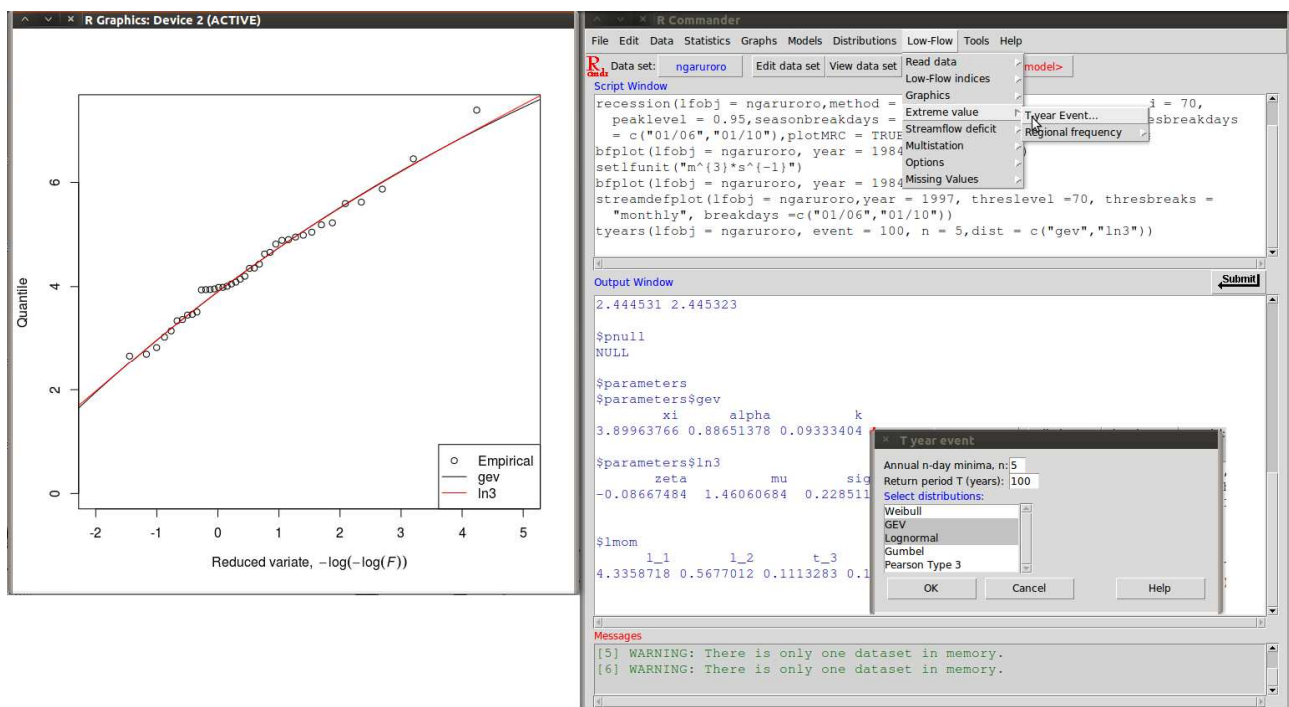 R Graphics: Device 2 (ACTIVE)
Quantile
0
2
4
6
-2
-1
0
1
2
3
4
5
Reduced variate, −log(−log(F))
Empirical
gev
ln3
R Commander
File Edit Data Statistics Graphs Models Distributions Low-Flow Tools Help
R cmdr Data set: ngaruroro Edit data set View data set model>
Read data
Low-Flow indices
Graphics
Extreme value
Streamflow deficit
Multistation
Options
Missing Values
T-year Event...
Regional frequency
Script Window
recession(lfobj = ngaruroro,method = = 70,
peaklevel = 0.95,seasonbreakdays = esbreakdays
= c("01/06","01/10"),plotMRC = TRUE
bfplot(lfobj = ngaruroro, year = 1984 )
setlfunit("m^{3}*s^{-1}")
bfplot(lfobj = ngaruroro, year = 1984
streamdefplot(lfobj = ngaruroro,year = 1997, threslevel =70, thresbreaks =
"monthly", breakdays =c("01/06","01/10"))
tyears(lfobj = ngaruroro, event = 100, n = 5,dist = c("gev","ln3"))
Output Window
Submit
2.444531 2.445323
$pnull
NULL
$parameters
$parameters$gev
xi alpha k
3.89963766 0.88651378 0.09333404
$parameters$ln3
zeta mu sig
-0.08667484 1.46060684 0.228511
$lmom
l_1 l_2 t_3
4.3358718 0.5677012 0.1113283 0.1
T year event
Annual n-day minima, n: 5
Return period T (years): 100
Select distributions:
Weibull
GEV
Lognormal
Gumbel
Pearson Type 3
OK Cancel Help
Messages
[5] WARNING: There is only one dataset in memory.
[6] WARNING: There is only one dataset in memory.